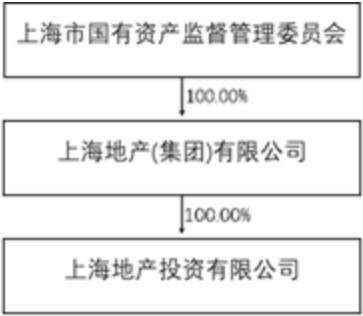 上海市国有资产监督管理委员会
100.00%
上海地产(集团)有限公司
100.00%
上海地产投资有限公司